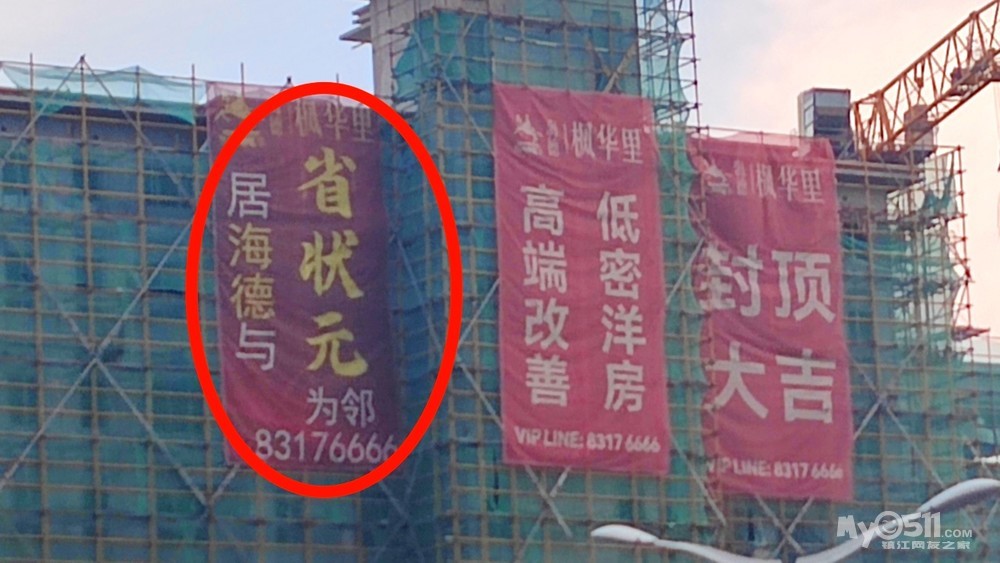 枫华里
居海德与
省状元
为邻
83176666
枫华里
高端改善
低密洋房
VIP LINE: 8317 6666
枫华里
封顶
大吉
VIP LINE: 8317 6666
My0511.COM
镇江网友之家